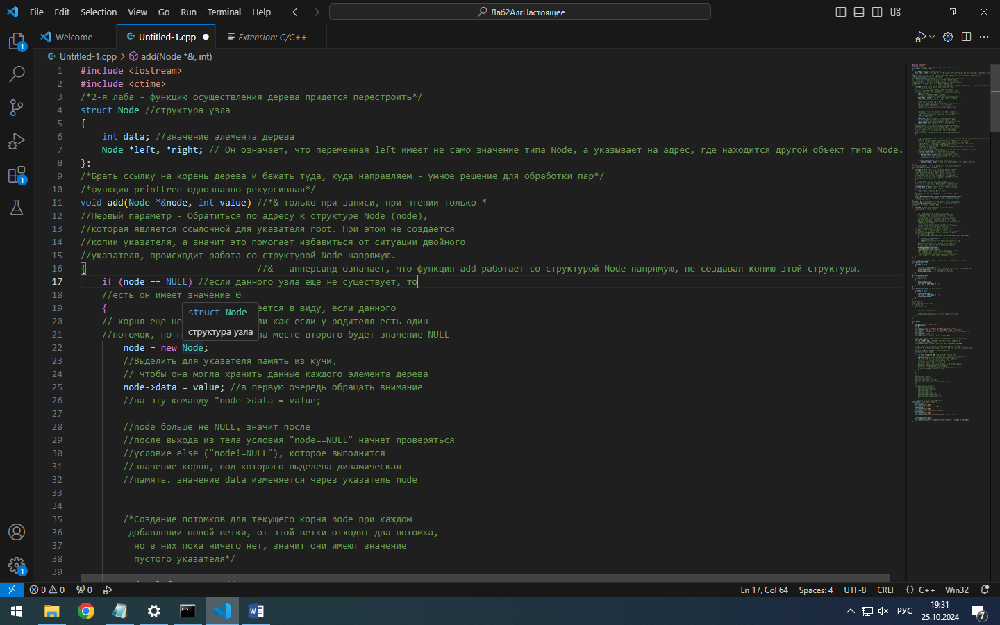 File Edit Selection View Go Run Terminal Help
Лаб2АлгНастоящее
Welcome
Untitled-1.cpp
Extension: C/C++
Untitled-1.cpp > add(Node *&, int)
1 #include <iostream>
2 #include <ctime>
3 /*2-я лаба - функцию осуществления дерева придется перестроить*/
4 struct Node //структура узла
5 {
6 int data; //значение элемента дерева
7 Node *left, *right; // Он означает, что переменная left имеет не само значение типа Node, а указывает на адрес, где находится другой объект типа Node.
8 };
9 /*Брать ссылку на корень дерева и бежать туда, куда направляем - умное решение для обработки пар*/
10 /*функция printtree однозначно рекурсивная*/
11 void add(Node *&node, int value) //*& только при записи, при чтении только *
12 //Первый параметр - Обратиться по адресу к структуре Node (node),
13 //которая является ссылочной для указателя root. При этом не создается
14 //копии указателя, а значит это помогает избавиться от ситуации двойного
15 //указателя, происходит работа со структурой Node напрямую.
16 { //& - апперсанд означает, что функция add работает со структурой Node напрямую, не создавая копию этой структуры.
17 if (node == NULL) //если данного узла еще не существует, то
18 //есть он имеет значение 0
19 { еется в виду, если данного
20 // корня еще не ли как если у родителя есть один
21 //потомок, но н на месте второго будет значение NULL
struct Node
структура узла
22 node = new Node;
23 //Выделить для указателя память из кучи,
24 // чтобы она могла хранить данные каждого элемента дерева
25 node->data = value; //в первую очередь обращать внимание
26 //на эту команду "node->data = value;
27
28 //node больше не NULL, значит после
29 //после выхода из тела условия "node==NULL" начнет проверяться
30 //условие else ("node!=NULL"), которое выполнится
31 //значение корня, под которого выделена динамическая
32 //память. значение data изменяется через указатель node
33
34
35 /*Создание потомков для текущего корня node при каждом
36 добавлении новой ветки, от этой ветки отходят два потомка,
37 но в них пока ничего нет, значит они имеют значение
38 пустого указателя*/
39
0 0 0 Ln 17, Col 64 Spaces: 4 UTF-8 CRLF {} C++ Win32
РУС
19:31
25.10.2024
7